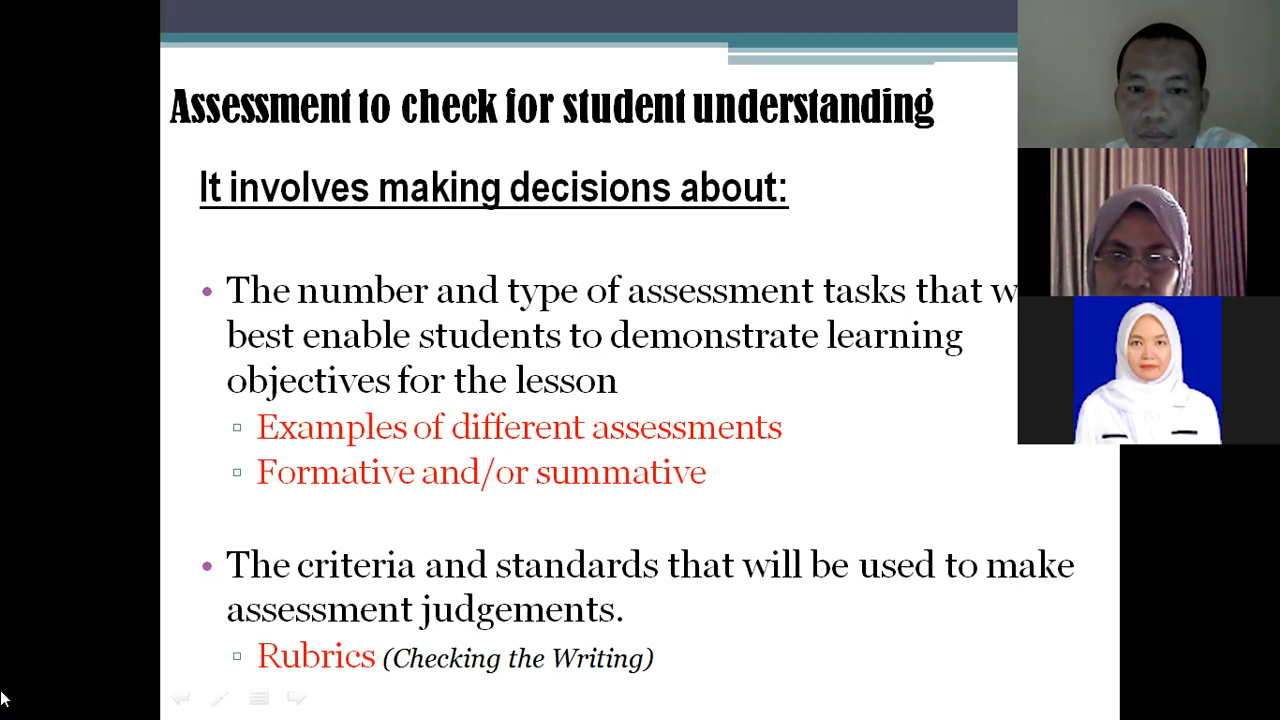 Assessment to check for student understanding
It involves making decisions about:
• The number and type of assessment tasks that
best enable students to demonstrate learning
objectives for the lesson
▫ Examples of different assessments
▫ Formative and/or summative
• The criteria and standards that will be used to make
assessment judgements.
▫ Rubrics (Checking the Writing)